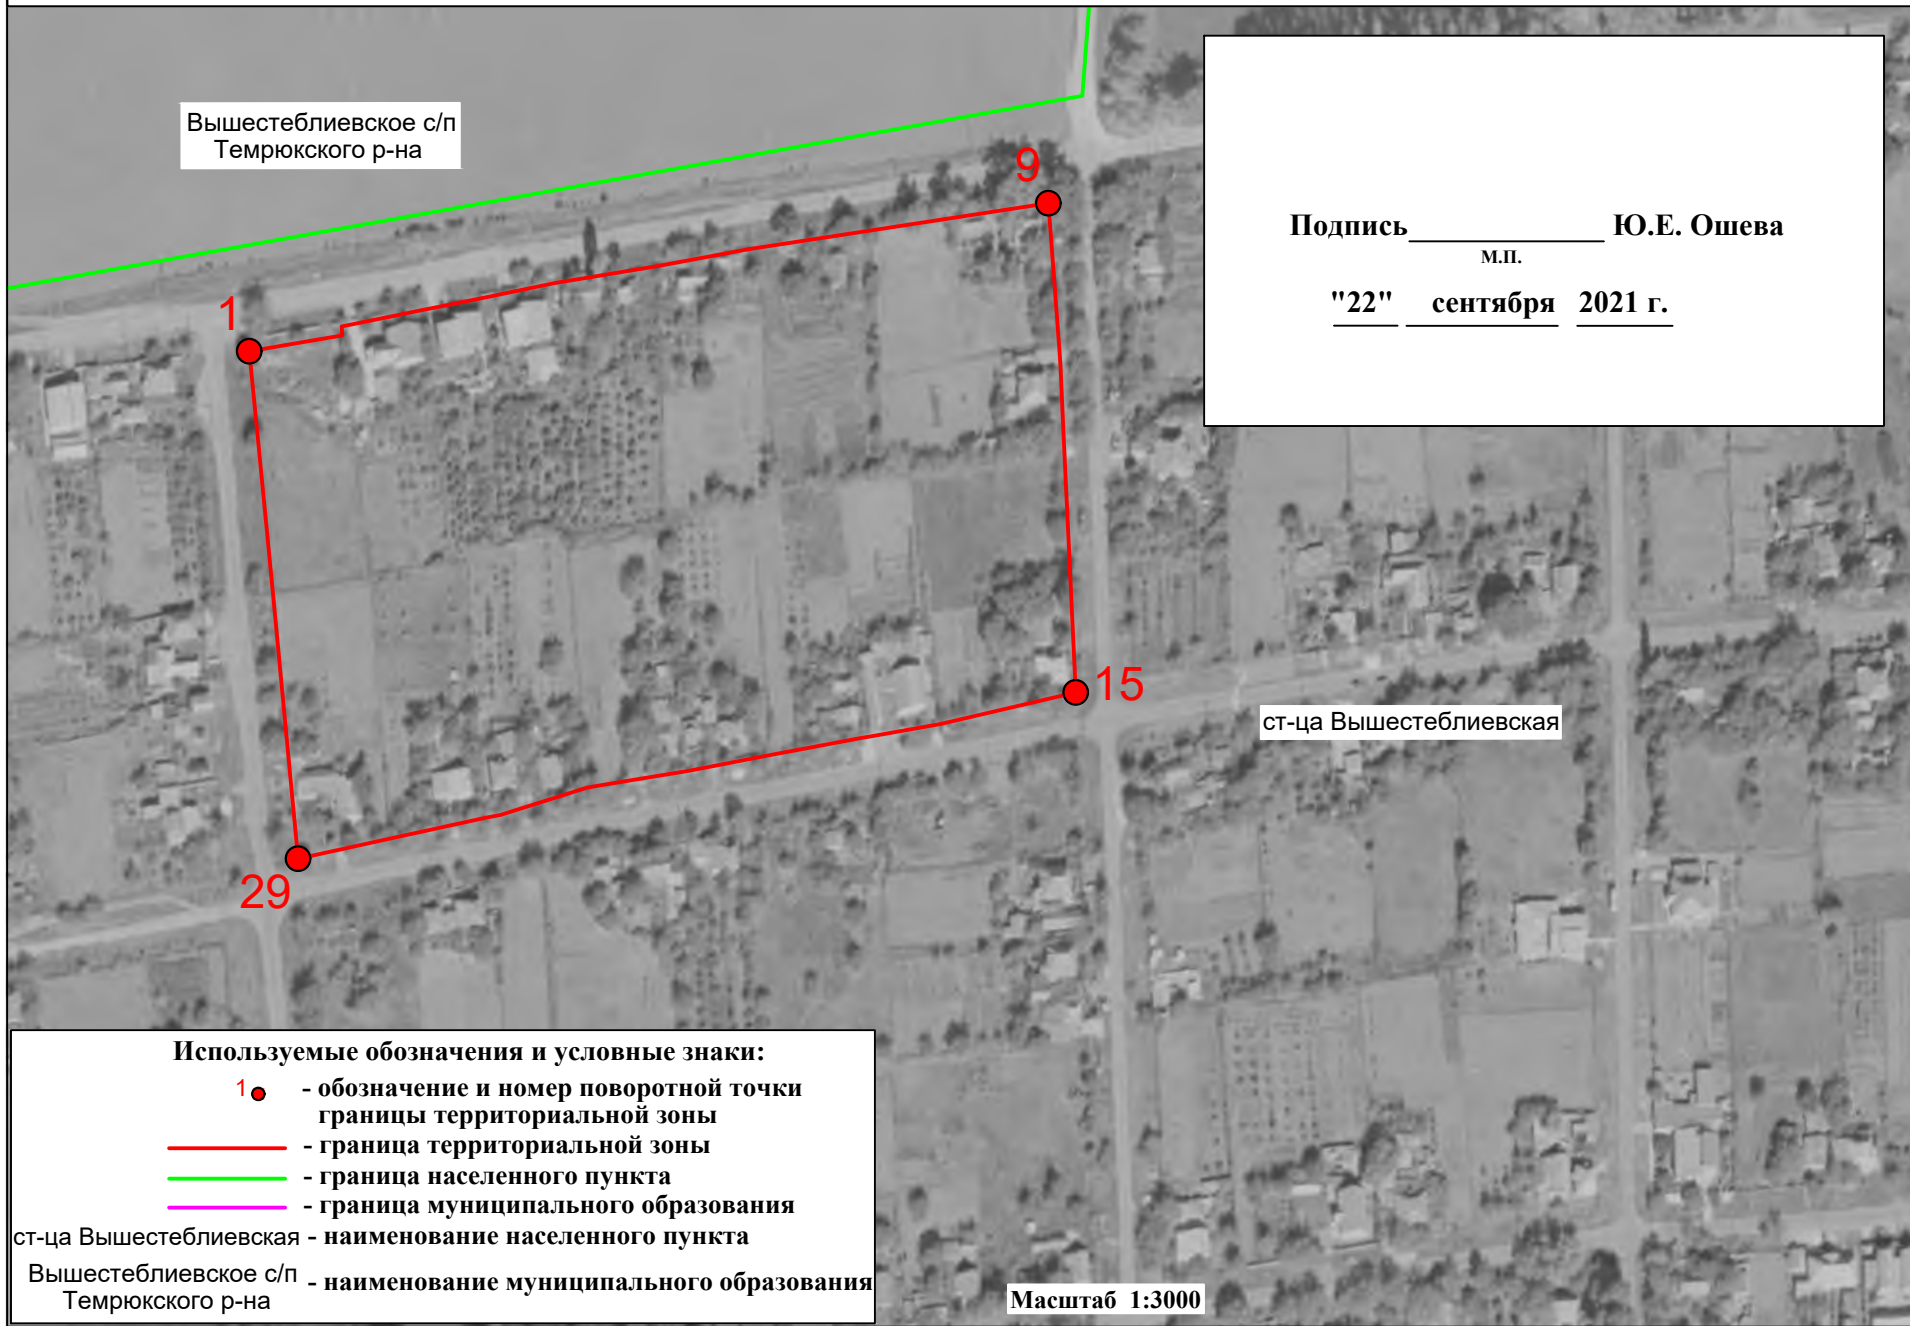 Вышестеблиевское с/п
Темрюкского р-на
9
1
Подпись Ю.Е. Ошева
М.П.
"22" сентября 2021 г.
15
ст-ца Вышестеблиевская
29
Используемые обозначения и условные знаки:
1 - обозначение и номер поворотной точки
границы территориальной зоны
- граница территориальной зоны
- граница населенного пункта
- граница муниципального образования
ст-ца Вышестеблиевская - наименование населенного пункта
Вышестеблиевское с/п
Темрюкского р-на - наименование муниципального образования
Масштаб 1:3000